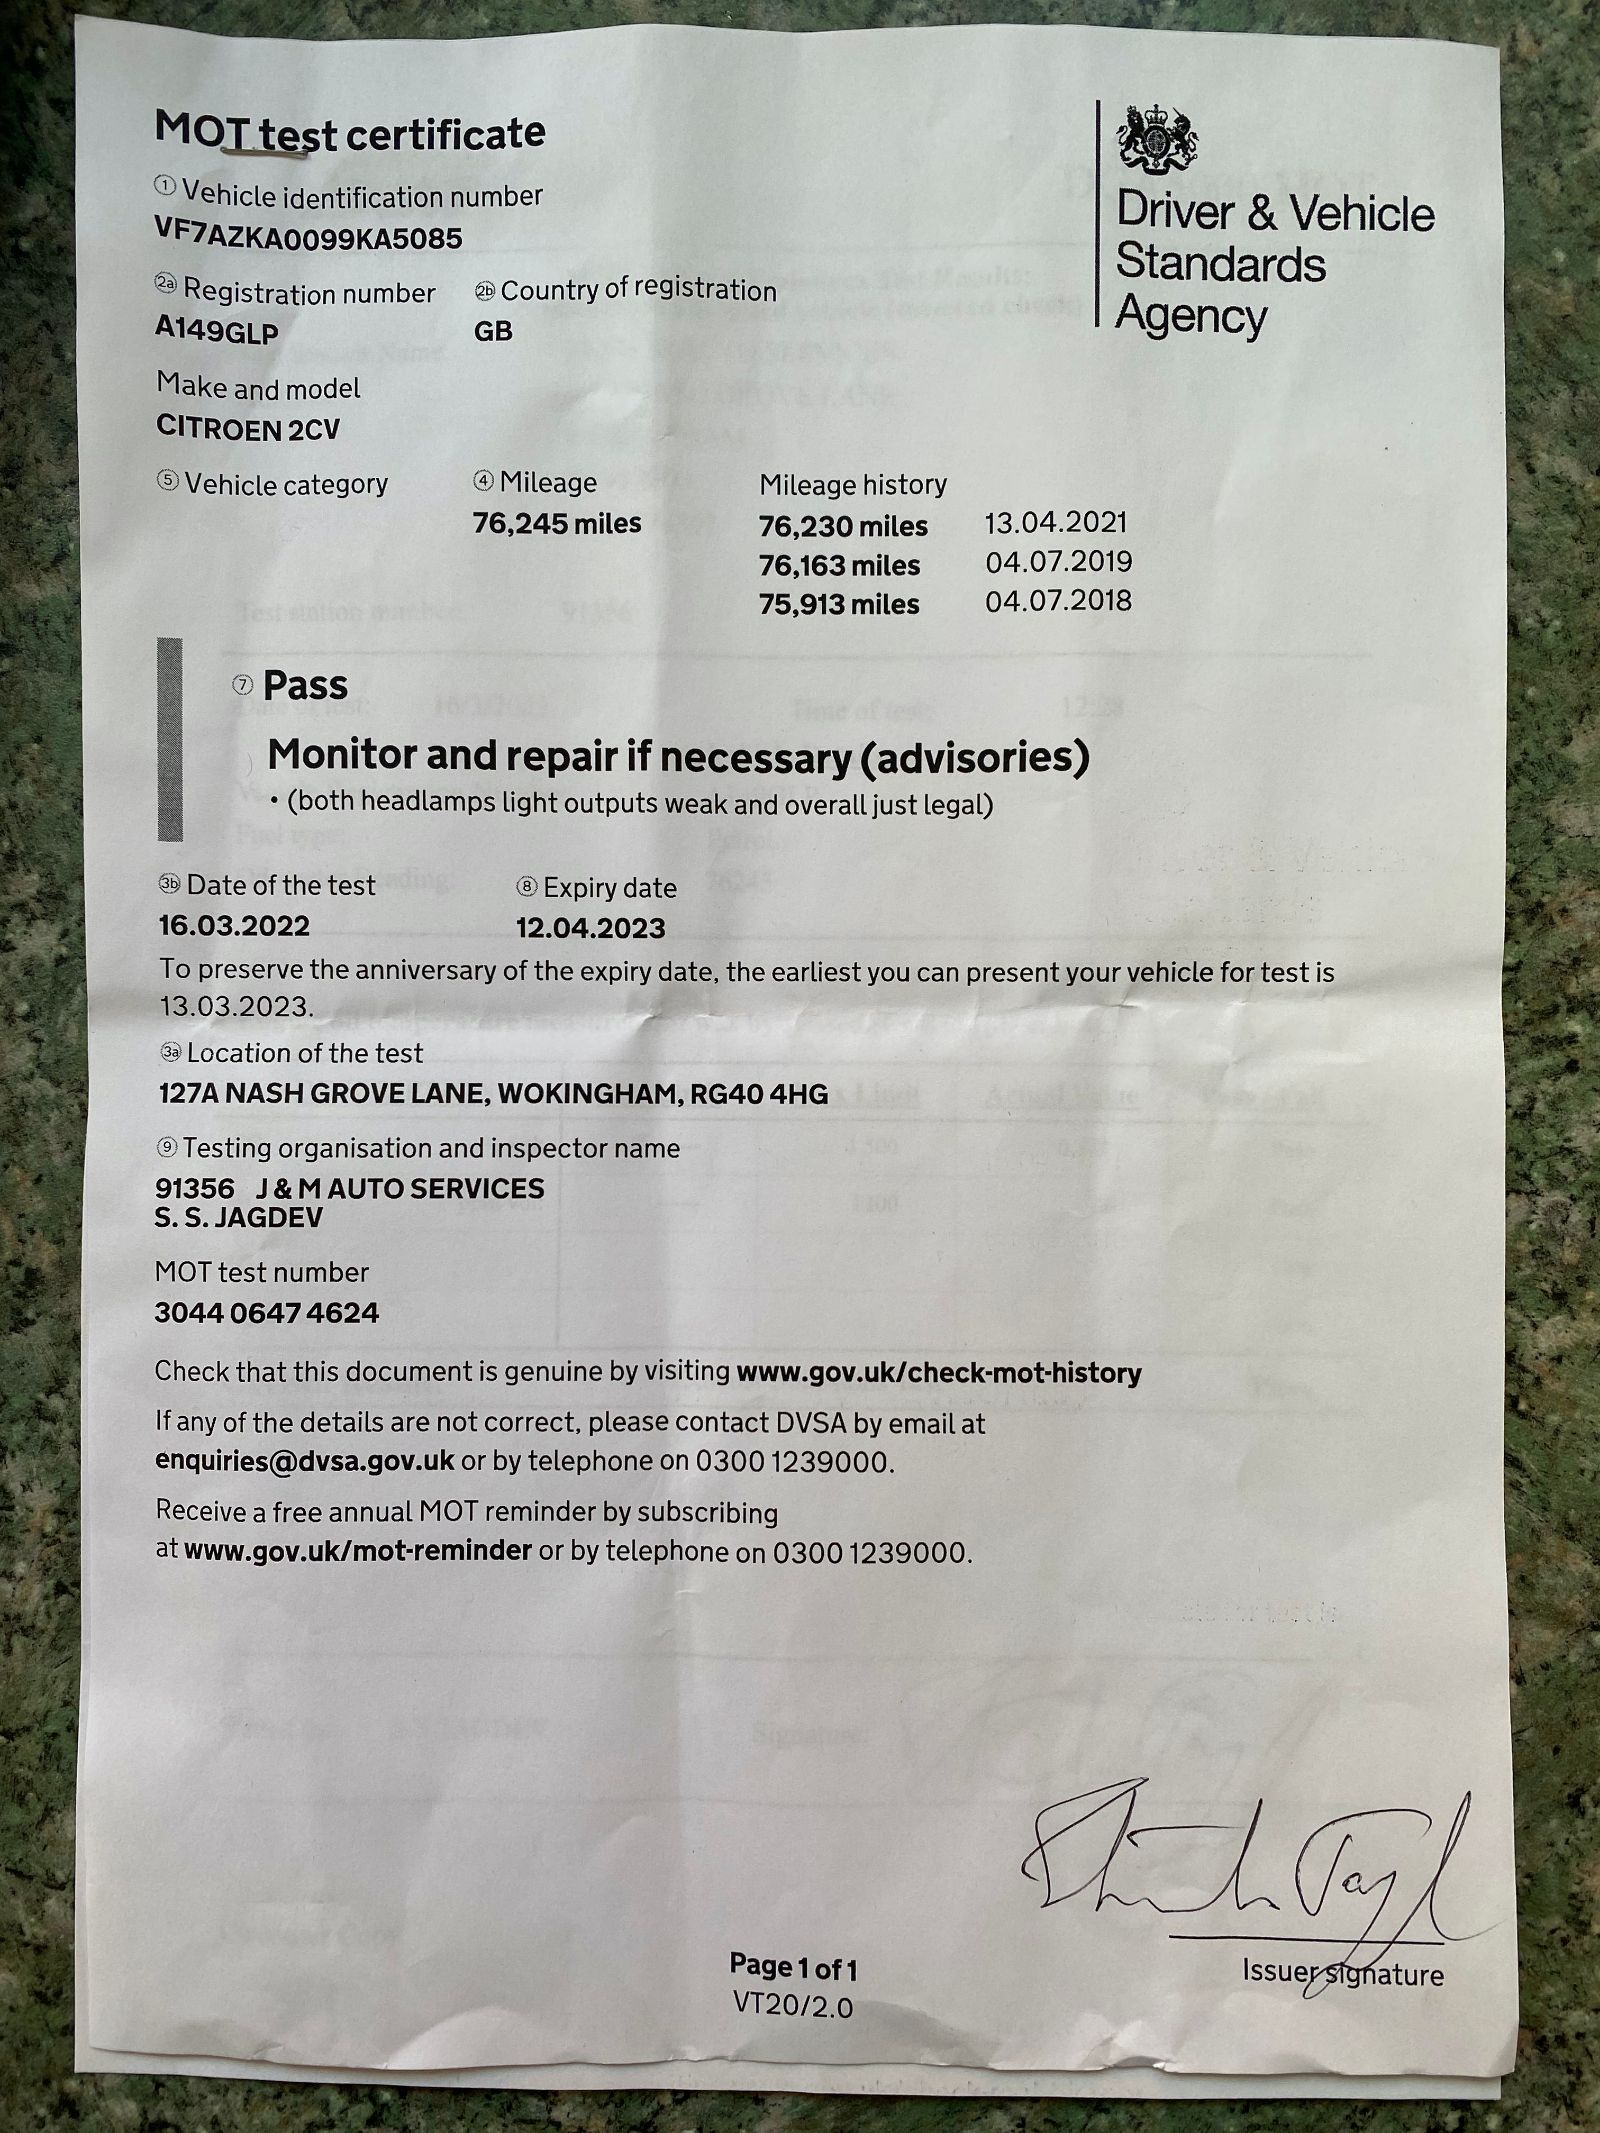 MOT test certificate
Driver & Vehicle
Standards
Agency
① Vehicle identification number
VF7AZKA0099KA5085
2a Registration number 2b Country of registration
A149GLP GB
Make and model
CITROEN 2CV
⑤ Vehicle category ④ Mileage Mileage history
76,245 miles 76,230 miles 13.04.2021
76,163 miles 04.07.2019
75,913 miles 04.07.2018
⑦ Pass
Monitor and repair if necessary (advisories)
• (both headlamps light outputs weak and overall just legal)
3b Date of the test ⑧ Expiry date
16.03.2022 12.04.2023
To preserve the anniversary of the expiry date, the earliest you can present your vehicle for test is
13.03.2023.
3a Location of the test
127A NASH GROVE LANE, WOKINGHAM, RG40 4HG
⑨ Testing organisation and inspector name
91356 J & M AUTO SERVICES
S. S. JAGDEV
MOT test number
3044 0647 4624
Check that this document is genuine by visiting www.gov.uk/check-mot-history
If any of the details are not correct, please contact DVSA by email at
enquiries@dvsa.gov.uk or by telephone on 0300 1239000.
Receive a free annual MOT reminder by subscribing
at www.gov.uk/mot-reminder or by telephone on 0300 1239000.
Issuer signature
Page 1 of 1
VT20/2.0